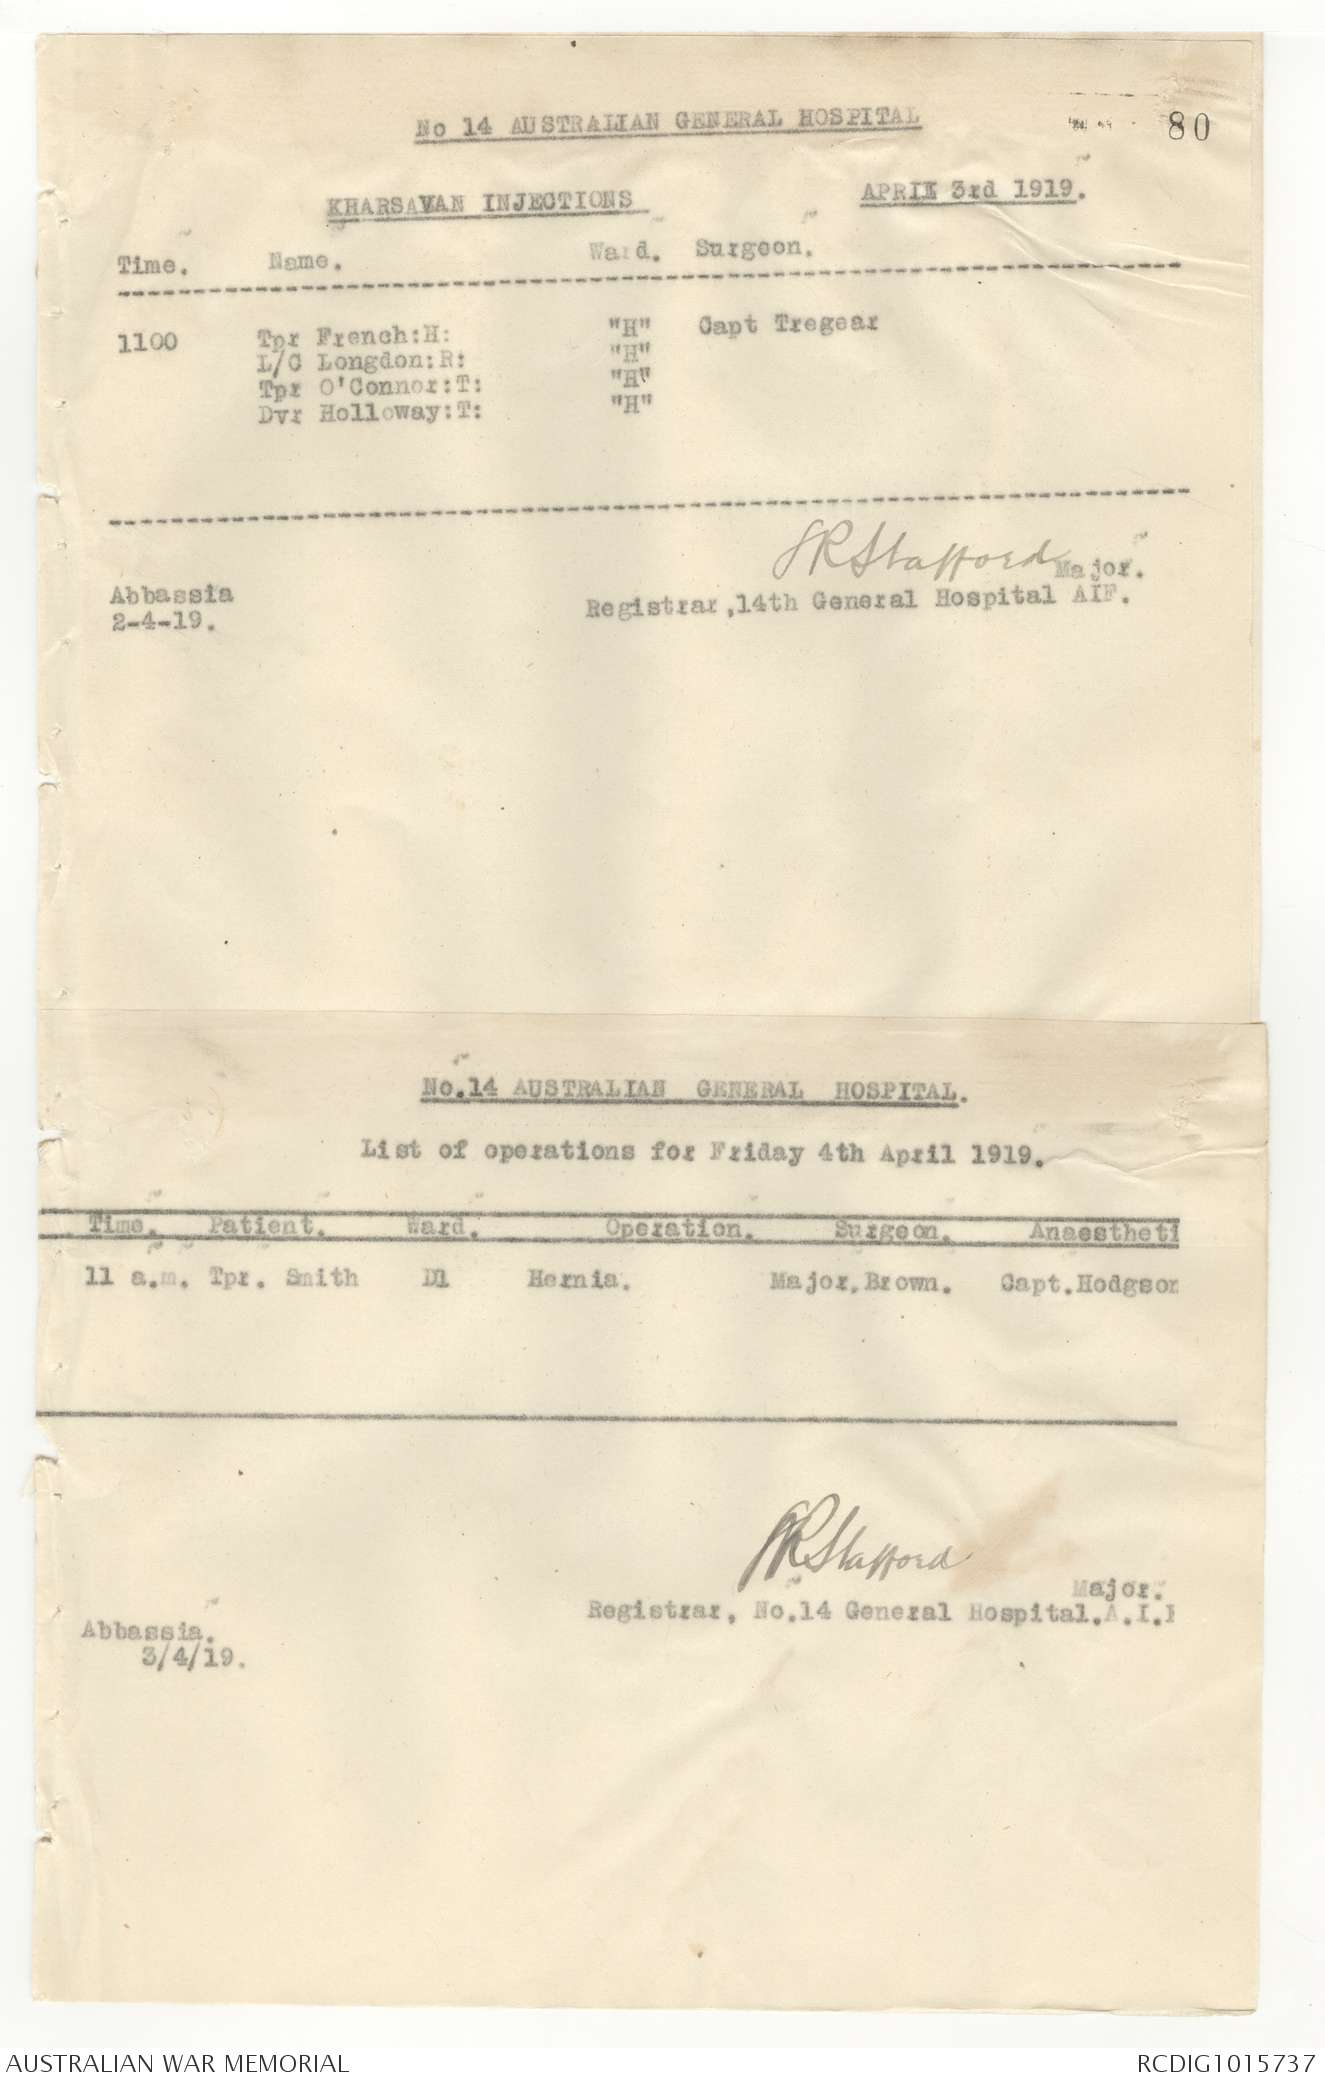 80
No 14 AUSTRALIAN GENERAL HOSPITAL
KHARSAVAN INJECTIONS APRIL 3rd 1919.
Time. Name. Ward. Surgeon.
1100 Tpr French:H: "H" Capt Tregear
L/C Longdon:R: "H"
Tpr O'Connor:T: "H"
Dvr Holloway:T: "H"
SRStafford Major.
Abbassia Registrar,14th General Hospital AIF.
2-4-19.
No.14 AUSTRALIAN GENERAL HOSPITAL.
List of operations for Friday 4th April 1919.
Time. Patient. Ward. Operation. Surgeon. Anaestheti
11 a.m. Tpr. Smith D1 Hernia. Major.Brown. Capt.Hodgson
SRStafford
Major.
Registrar, No.14 General Hospital.A.I.F
Abbassia.
3/4/19.
AUSTRALIAN WAR MEMORIAL RCDIG1015737